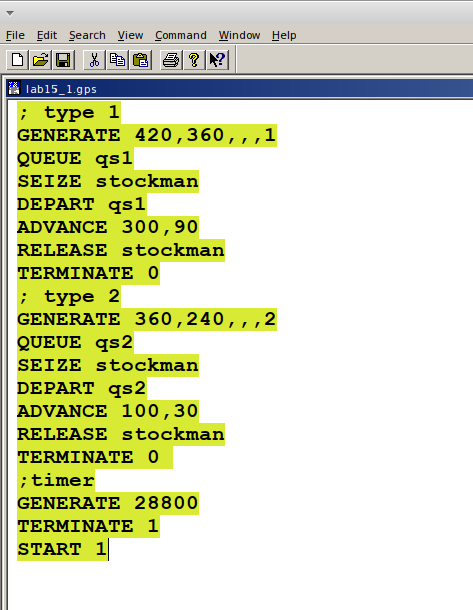 File Edit Search View Command Window Help
lab15_1.gps
; type 1
GENERATE 420,360,,,1
QUEUE qs1
SEIZE stockman
DEPART qs1
ADVANCE 300,90
RELEASE stockman
TERMINATE 0
; type 2
GENERATE 360,240,,,2
QUEUE qs2
SEIZE stockman
DEPART qs2
ADVANCE 100,30
RELEASE stockman
TERMINATE 0
;timer
GENERATE 28800
TERMINATE 1
START 1